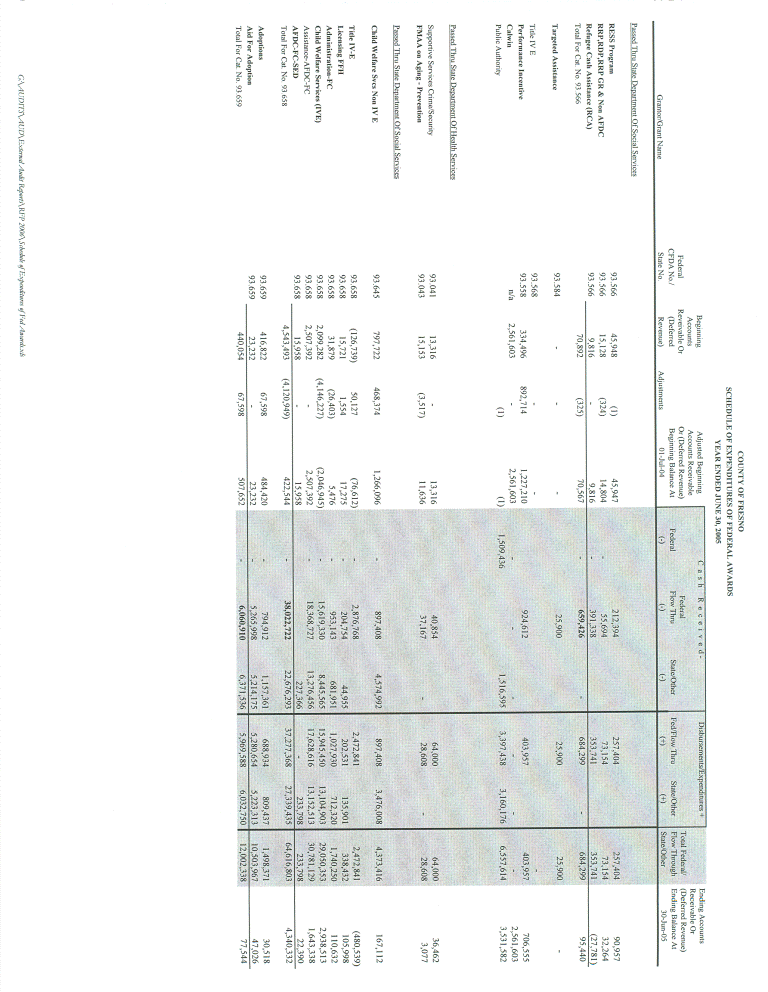 COUNTY OF FRESNO
SCHEDULE OF EXPENDITURES OF FEDERAL AWARDS
YEAR ENDED JUNE 30, 2005
Cash Received- Disbursements/Expenditures *
Grantor/Grant Name | Federal CFDA No./ State No. | Beginning Accounts Receivable Or (Deferred Revenue) | Adjustments | Adjusted Beginning Accounts Receivable Or (Deferred Revenue) Beginning Balance At 01-Jul-04 | Federal (-) | Federal Flow Thru (-) | State/Other (-) | Fed/Flow Thru (+) | State/Other (+) | Total Federal/ Flow Through State/Other | Ending Accounts Receivable Or (Deferred Revenue) Ending Balance At 30-Jun-05
Passed Thru State Department Of Social Services
RESS Program 93.566 45,948 (1) 45,947 212,394 257,404 257,404 90,957
RRP,RDP,RRP GR & Non AFDC 93.566 15,128 (324) 14,804 55,694 73,154 73,154 32,264
Refugee Cash Assistance (RCA) 93.566 9,816 - 9,816 - 391,338 353,741 353,741 (27,781)
Total For Cat. No. 93.566 70,892 (325) 70,567 - 659,426 - 684,299 - 684,299 95,440
Targeted Assistance 93.584 - - - 25,900 25,900 25,900 -
Title IV E 93.568 - - - -
Performance Incentive 93.558 334,496 892,714 1,227,210 924,612 403,957 403,957 706,555
Calwin n/a 2,561,603 - 2,561,603 - - - - 2,561,603
Public Authority (1) (1) 1,509,436 1,516,595 3,397,438 3,160,176 6,557,614 3,531,582
Passed Thru State Department Of Health Services
Supportive Services Crime/Security 93.041 13,316 - 13,316 40,854 64,000 64,000 36,462
FMAA on Aging - Prevention 93.043 15,153 (3,517) 11,636 37,167 - 28,608 - 28,608 3,077
Passed Thru State Department Of Social Services
Child Welfare Svcs Non IV E 93.645 797,722 468,374 1,266,096 - 897,408 4,574,992 897,408 3,476,008 4,373,416 167,112
Title IV-E 93.658 (126,739) 50,127 (76,612) - 2,876,768 2,472,841 2,472,841 (480,539)
Licensing FFH 93.658 15,721 1,554 17,275 - 204,754 44,955 202,531 135,901 338,432 105,998
Administration-FC 93.658 31,879 (26,403) 5,476 - 953,143 681,951 1,027,930 712,320 1,740,250 110,632
Child Welfare Services (IVE) 93.658 2,099,282 (4,146,227) (2,046,945) - 15,619,330 8,445,565 15,945,450 13,104,903 29,050,353 2,938,513
Assistance-AFDC-FC 93.658 2,507,392 - 2,507,392 - 18,368,727 13,276,456 17,628,616 13,152,513 30,781,129 1,643,338
AFDC-FC-SED 93.658 15,958 - 15,958 227,366 - 233,798 233,798 22,390
Total For Cat. No. 93.658 4,543,493 (4,120,949) 422,544 - 38,022,722 22,676,293 37,277,368 27,339,435 64,616,803 4,340,332
Adoptions 93.659 416,822 67,598 484,420 - 794,912 1,157,361 688,934 809,437 1,498,371 30,518
Aid For Adoption 93.659 23,232 - 23,232 - 5,265,998 5,214,175 5,280,654 5,223,313 10,503,967 47,026
Total For Cat. No. 93.659 440,054 67,598 507,652 - 6,060,910 6,371,536 5,969,588 6,032,750 12,002,338 77,544
G:\AUDITS\AUD\External Audit Report\RFP 2006\Schedule of Expenditures of Fed Awards.xls